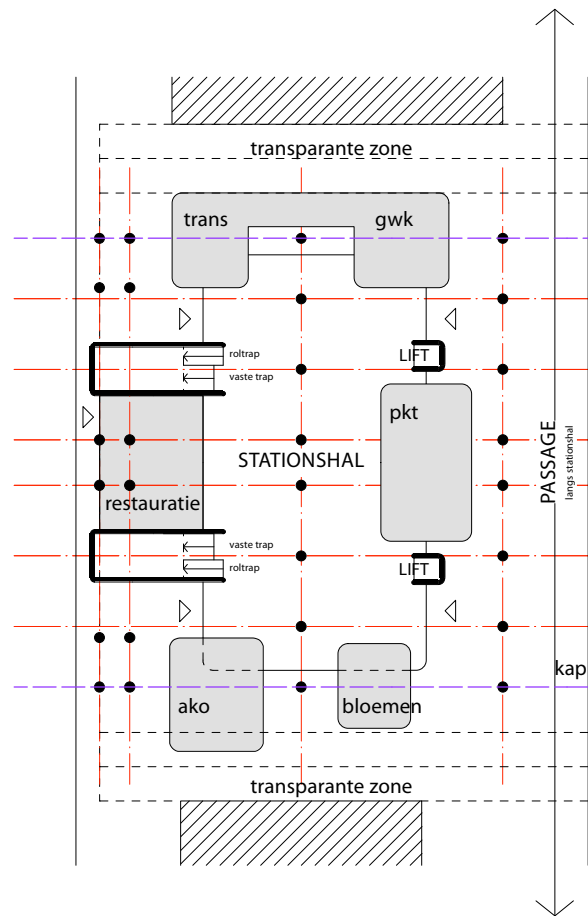 transparante zone
trans
gwk
roltrap
vaste trap
LIFT
pkt
STATIONSHAL
PASSAGE
langs stationshal
restauratie
vaste trap
roltrap
LIFT
kap
ako
bloemen
transparante zone